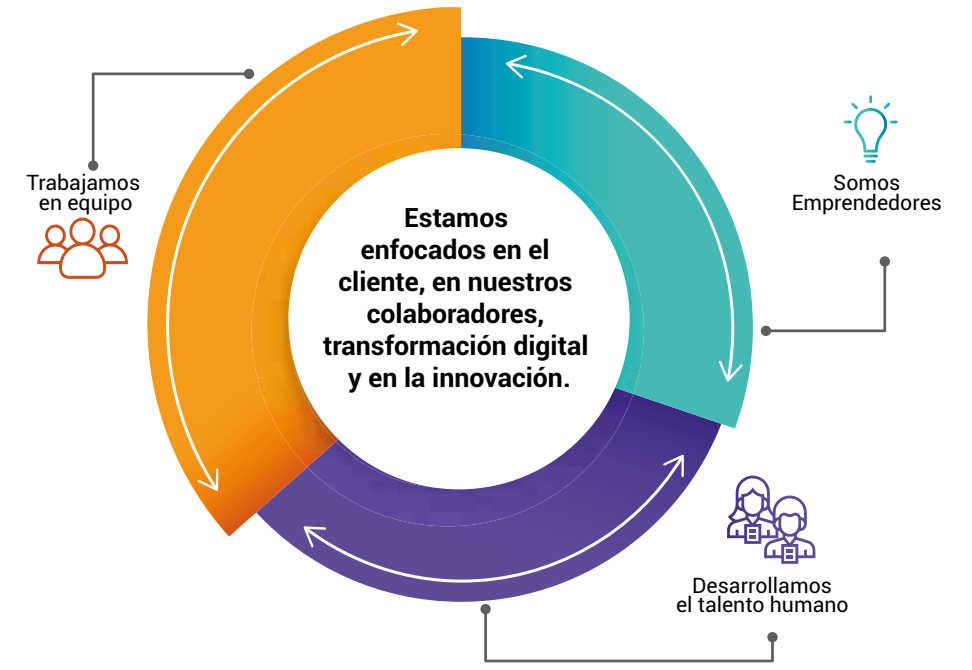 Trabajamos
en equipo
Estamos
enfocados en el
cliente, en nuestros
colaboradores,
transformación digital
y en la innovación.
Somos
Emprendedores
Desarrollamos
el talento humano